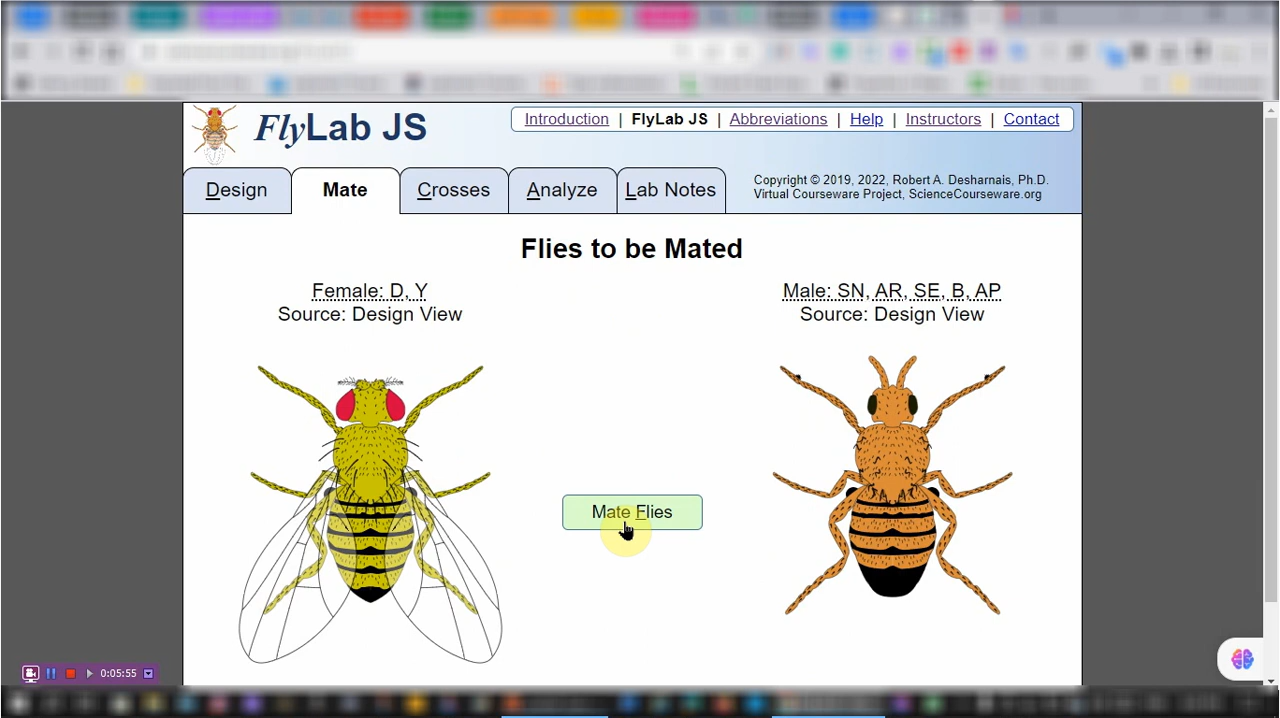 FlyLab JS
Introduction | FlyLab JS | Abbreviations | Help | Instructors | Contact
Design
Mate
Crosses
Analyze
Lab Notes
Copyright © 2019, 2022, Robert A. Desharnais, Ph.D.
Virtual Courseware Project, ScienceCourseware.org
Flies to be Mated
Female: D, Y
Source: Design View
Male: SN, AR, SE, B, AP
Source: Design View
Mate Flies
0:05:55